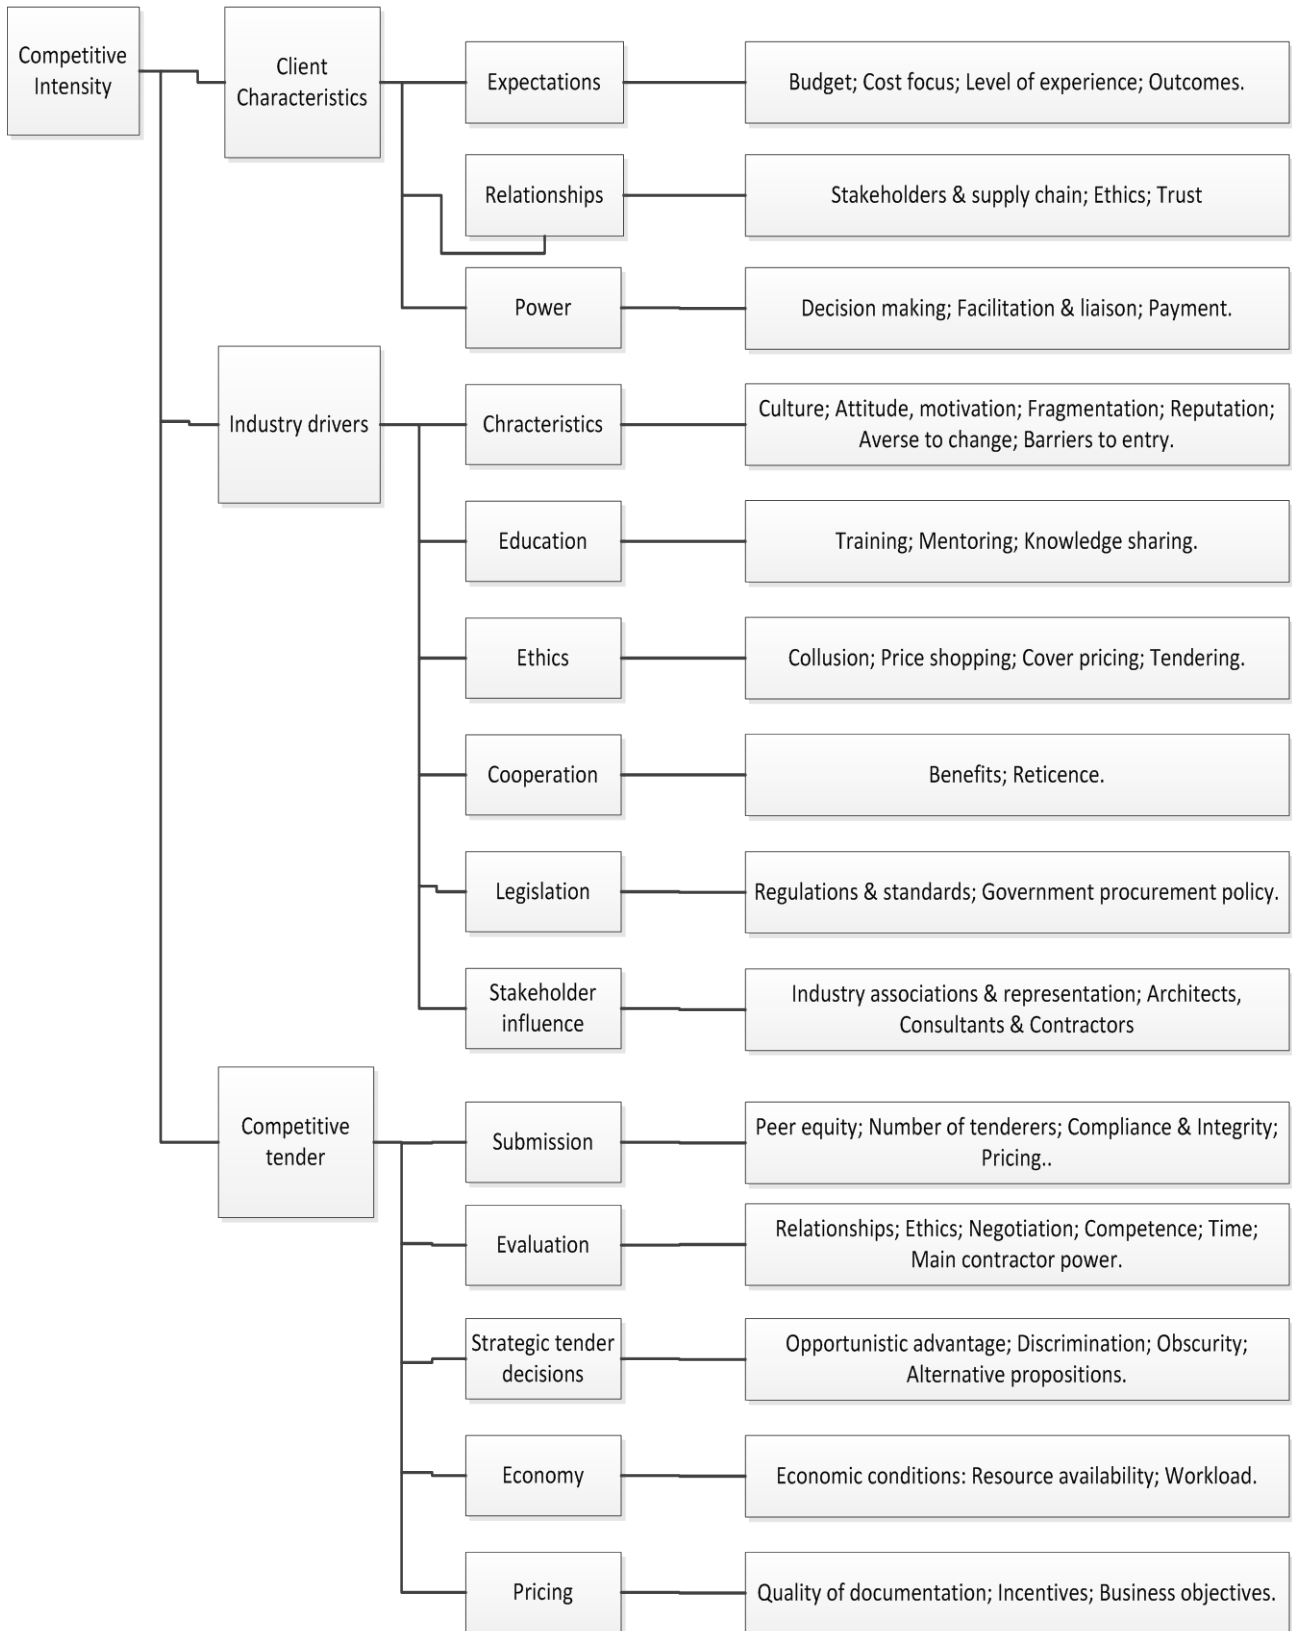 Competitive
Intensity
Client
Characteristics
Expectations
Budget; Cost focus; Level of experience; Outcomes.
Relationships
Stakeholders & supply chain; Ethics; Trust
Power
Decision making; Facilitation & liaison; Payment.
Industry drivers
Chracteristics
Culture; Attitude, motivation; Fragmentation; Reputation;
Averse to change; Barriers to entry.
Education
Training; Mentoring; Knowledge sharing.
Ethics
Collusion; Price shopping; Cover pricing; Tendering.
Cooperation
Benefits; Reticence.
Legislation
Regulations & standards; Government procurement policy.
Stakeholder
influence
Industry associations & representation; Architects,
Consultants & Contractors
Competitive
tender
Submission
Peer equity; Number of tenderers; Compliance & Integrity;
Pricing..
Evaluation
Relationships; Ethics; Negotiation; Competence; Time;
Main contractor power.
Strategic tender
decisions
Opportunistic advantage; Discrimination; Obscurity;
Alternative propositions.
Economy
Economic conditions: Resource availability; Workload.
Pricing
Quality of documentation; Incentives; Business objectives.